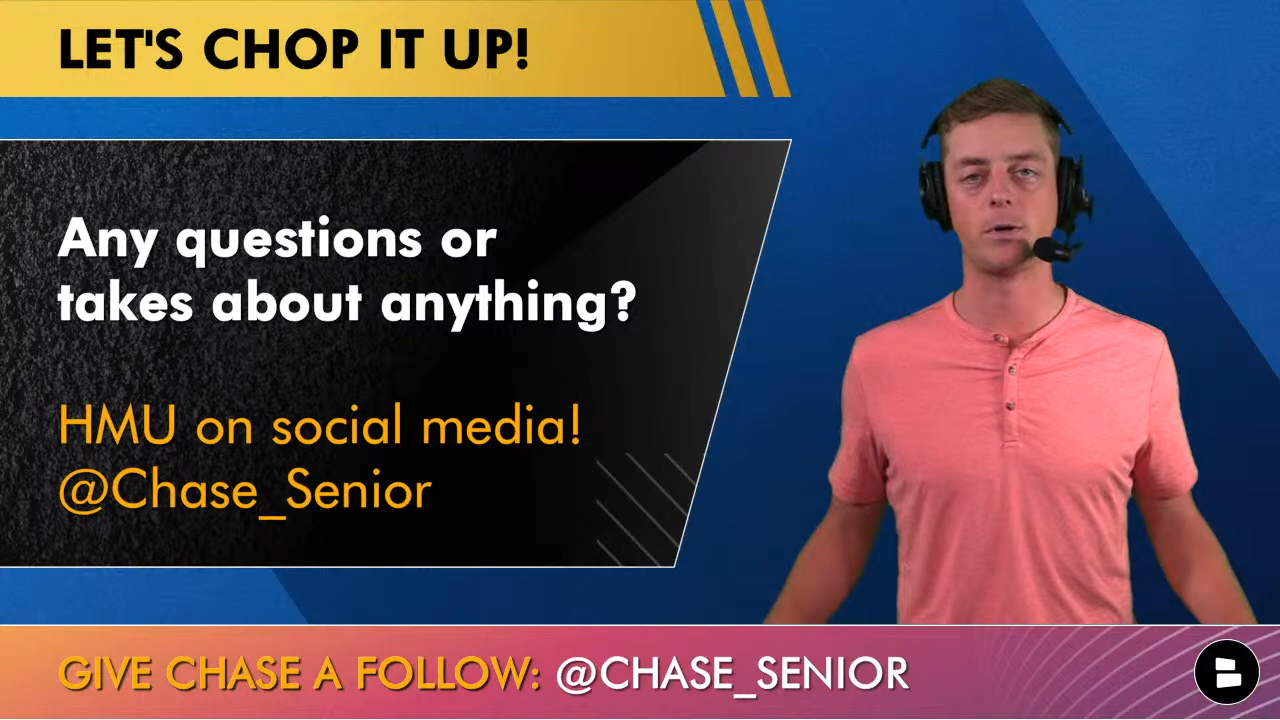 LET'S CHOP IT UP!
Any questions or
takes about anything?
HMU on social media!
@Chase_Senior
GIVE CHASE A FOLLOW: @CHASE_SENIOR